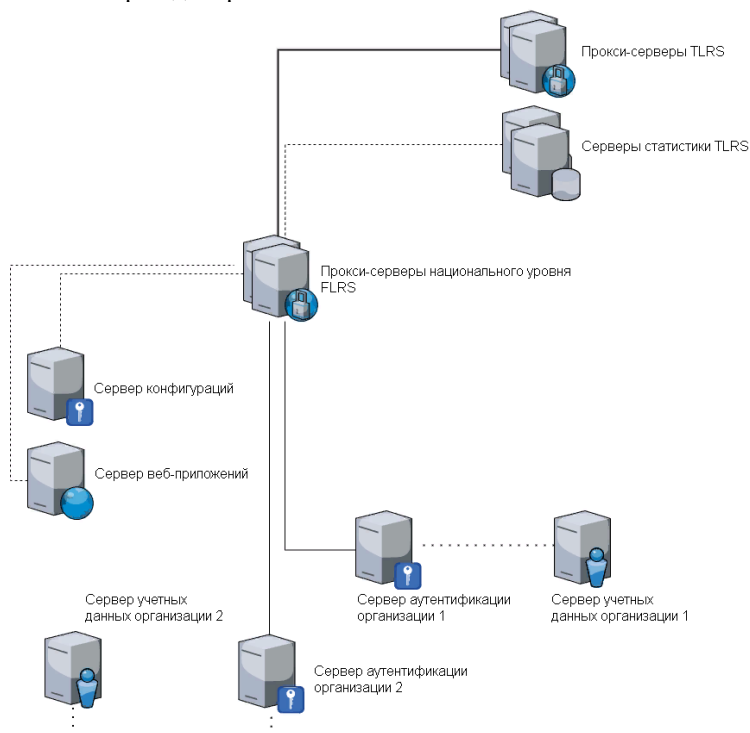 Прокси-серверы TLRS
Серверы статистики TLRS
Прокси-серверы национального уровня
FLRS
Сервер конфигураций
Сервер веб-приложений
Сервер аутентификации
организации 1
Сервер учетных
данных организации 1
Сервер учетных
данных организации 2
Сервер аутентификации
организации 2